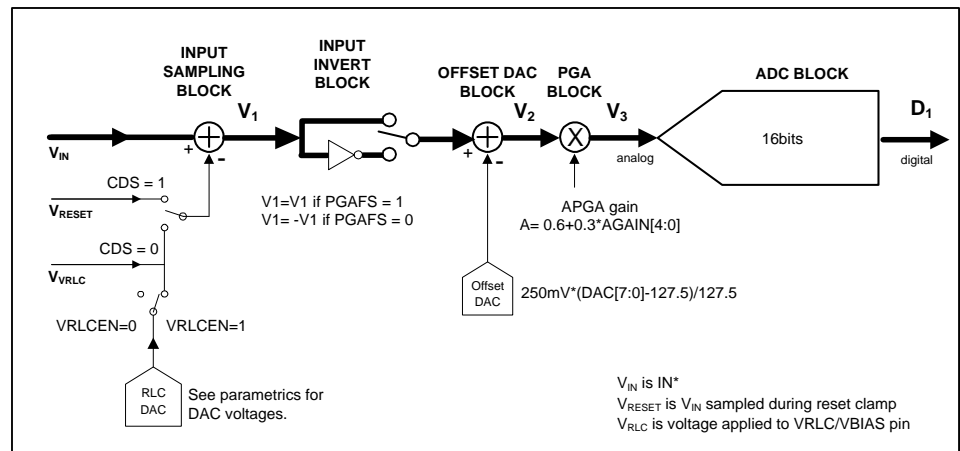 INPUT
SAMPLING
BLOCK
INPUT
INVERT
BLOCK
OFFSET DAC
BLOCK
PGA
BLOCK
ADC BLOCK
V1
V2
V3
D1
VIN
+
-
+
-
X
analog
16bits
digital
CDS = 1
VRESET
V1=V1 if PGAFS = 1
V1= -V1 if PGAFS = 0
APGA gain
A= 0.6+0.3*AGAIN[4:0]
CDS = 0
VVRLC
Offset
DAC
250mV*(DAC[7:0]-127.5)/127.5
VRLCEN=0
VRLCEN=1
RLC
DAC
See parametrics for
DAC voltages.
VIN is IN*
VRESET is VIN sampled during reset clamp
VRLC is voltage applied to VRLC/VBIAS pin